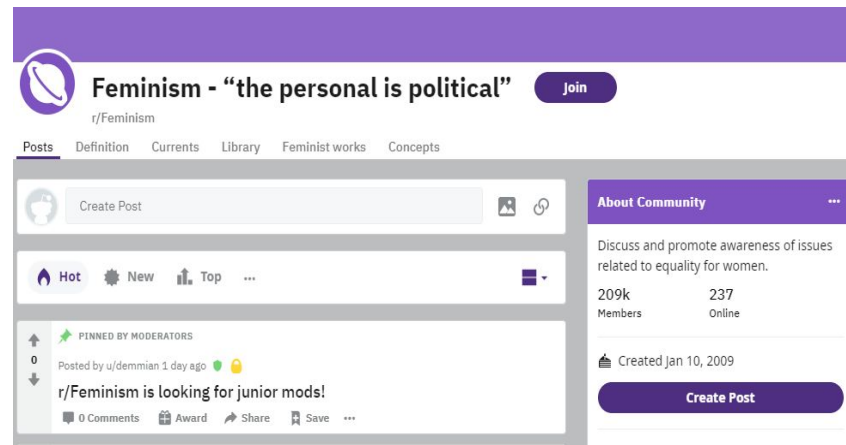 Feminism - “the personal is political”
Join
r/Feminism
Posts Definition Currents Library Feminist works Concepts
Create Post
Hot New Top ...
PINNED BY MODERATORS
0
Posted by u/demmian 1 day ago
r/Feminism is looking for junior mods!
0 Comments Award Share Save ...
About Community ...
Discuss and promote awareness of issues
related to equality for women.
209k 237
Members Online
Created Jan 10, 2009
Create Post